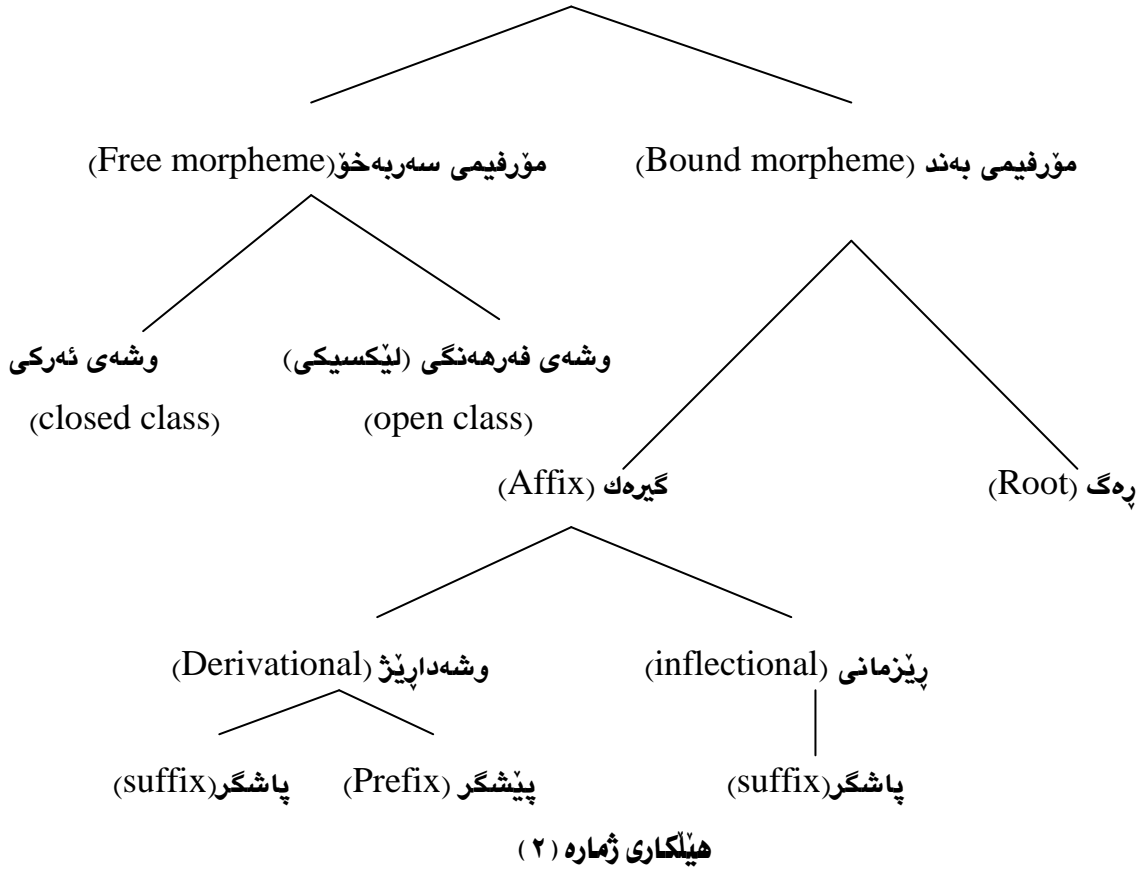 مۆرفیمی بەند (Bound morpheme) مۆرفیمی سەربەخۆ(Free morpheme)
وشەی فەرهەنگی (لێکسیکی) وشەی ئەرکی
(open class) (closed class)
ڕەگ (Root) گیرەك (Affix)
ڕێزمانی (inflectional) وشەداڕێژ (Derivational)
پاشگر(suffix) پێشگر (Prefix) پاشگر(suffix)
هێڵکاری ژمارە (٢)